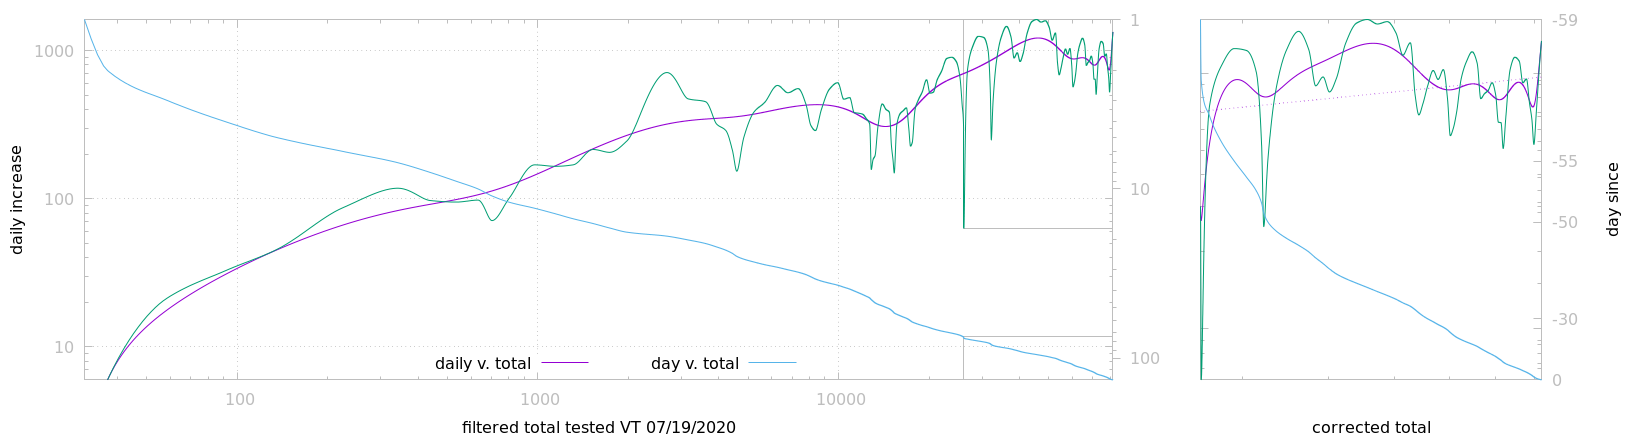 1000
100
10
daily increase
daily v. total
day v. total
100
1000
10000
filtered total tested VT 07/19/2020
1
10
100
-59
-55
-50
-30
0
day since
corrected total